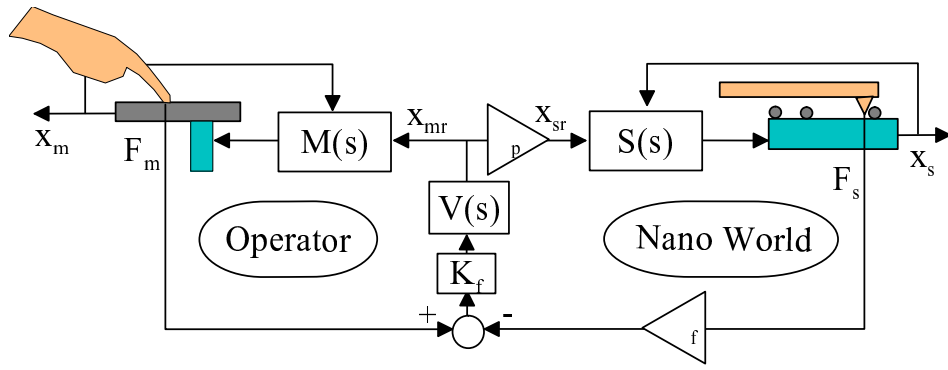 x_m
F_m
M(s)
x_mr
p
x_sr
S(s)
F_s
x_s
V(s)
Operator
Nano World
K_f
+
-
f